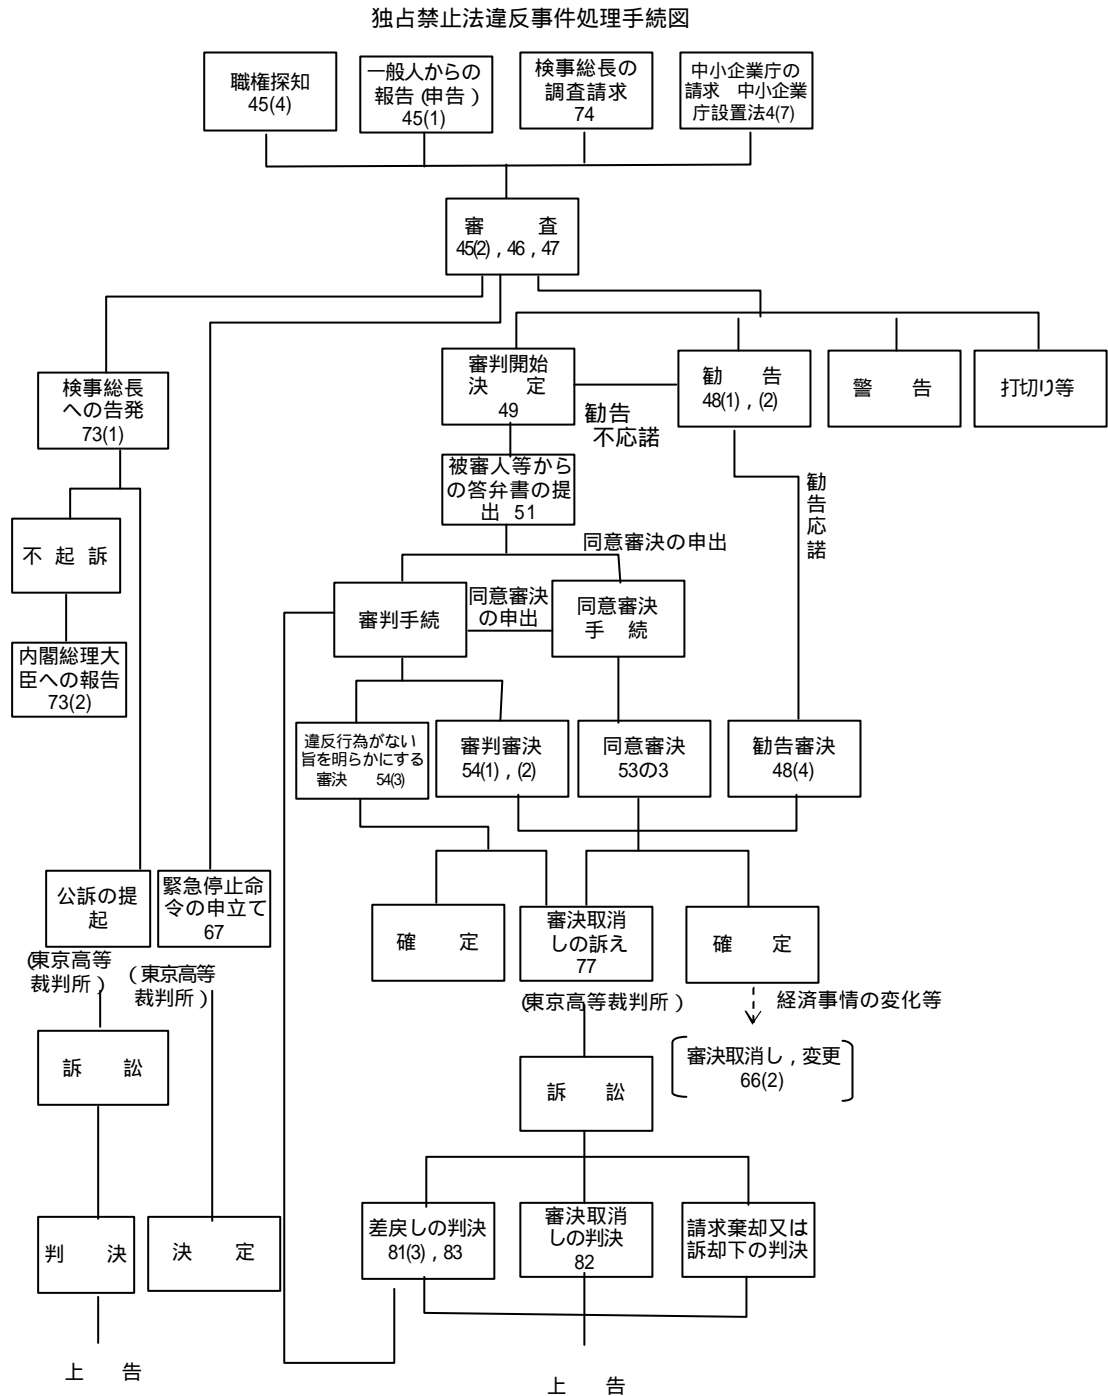 独占禁止法違反事件処理手続図
職権探知
45(4)
一般人からの
報告(申告)
45(1)
検事総長の
調査請求
74
中小企業庁の
請求 中小企業
庁設置法4(7)
審 査
45(2) , 46 , 47
検事総長
への告発
73(1)
審判開始
決 定
49
勧 告
48(1) , (2)
警 告
打切り等
勧告
不応諾
被審人等から
の答弁書の提
出 51
勧告応諾
不 起 訴
同意審決の申出
審判手続
同意審決
の申出
同意審決
手 続
内閣総理大
臣への報告
73(2)
違反行為がない
旨を明らかにする
審決 54(3)
審判審決
54(1) , (2)
同意審決
53の3
勧告審決
48(4)
公訴の提
起
緊急停止命
令の申立て
67
確 定
審決取消
しの訴え
77
確 定
(東京高等
裁判所)
(東京高等
裁判所)
(東京高等裁判所)
経済事情の変化等
審決取消し , 変更
66(2)
訴 訟
訴 訟
判 決
決 定
差戻しの判決
81(3) , 83
審決取消
しの判決
82
請求棄却又は
訴却下の判決
上 告
上 告